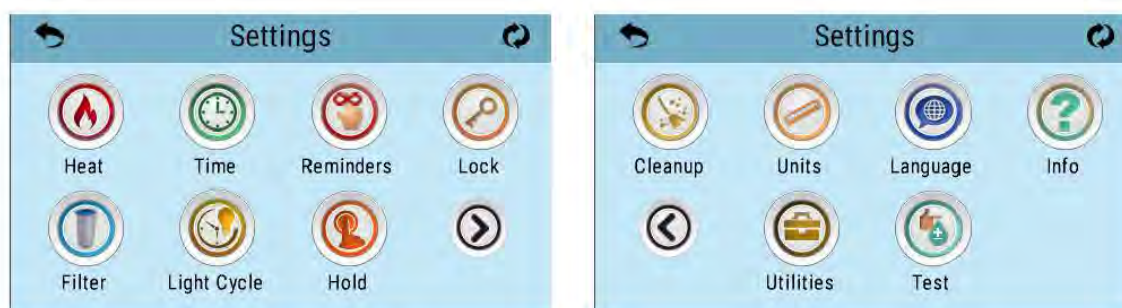 Settings
Heat Time Reminders Lock
Filter Light Cycle Hold
Settings
Cleanup Units Language Info
Utilities Test